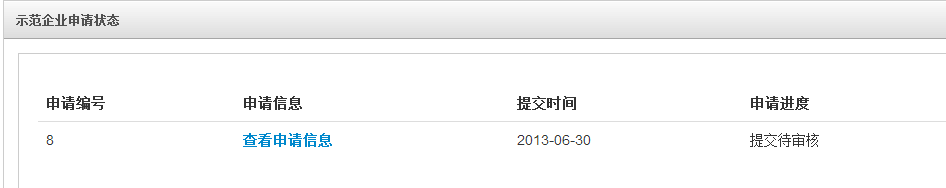 示范企业申请状态
申请编号 申请信息 提交时间 申请进度
8 查看申请信息 2013-06-30 提交待审核